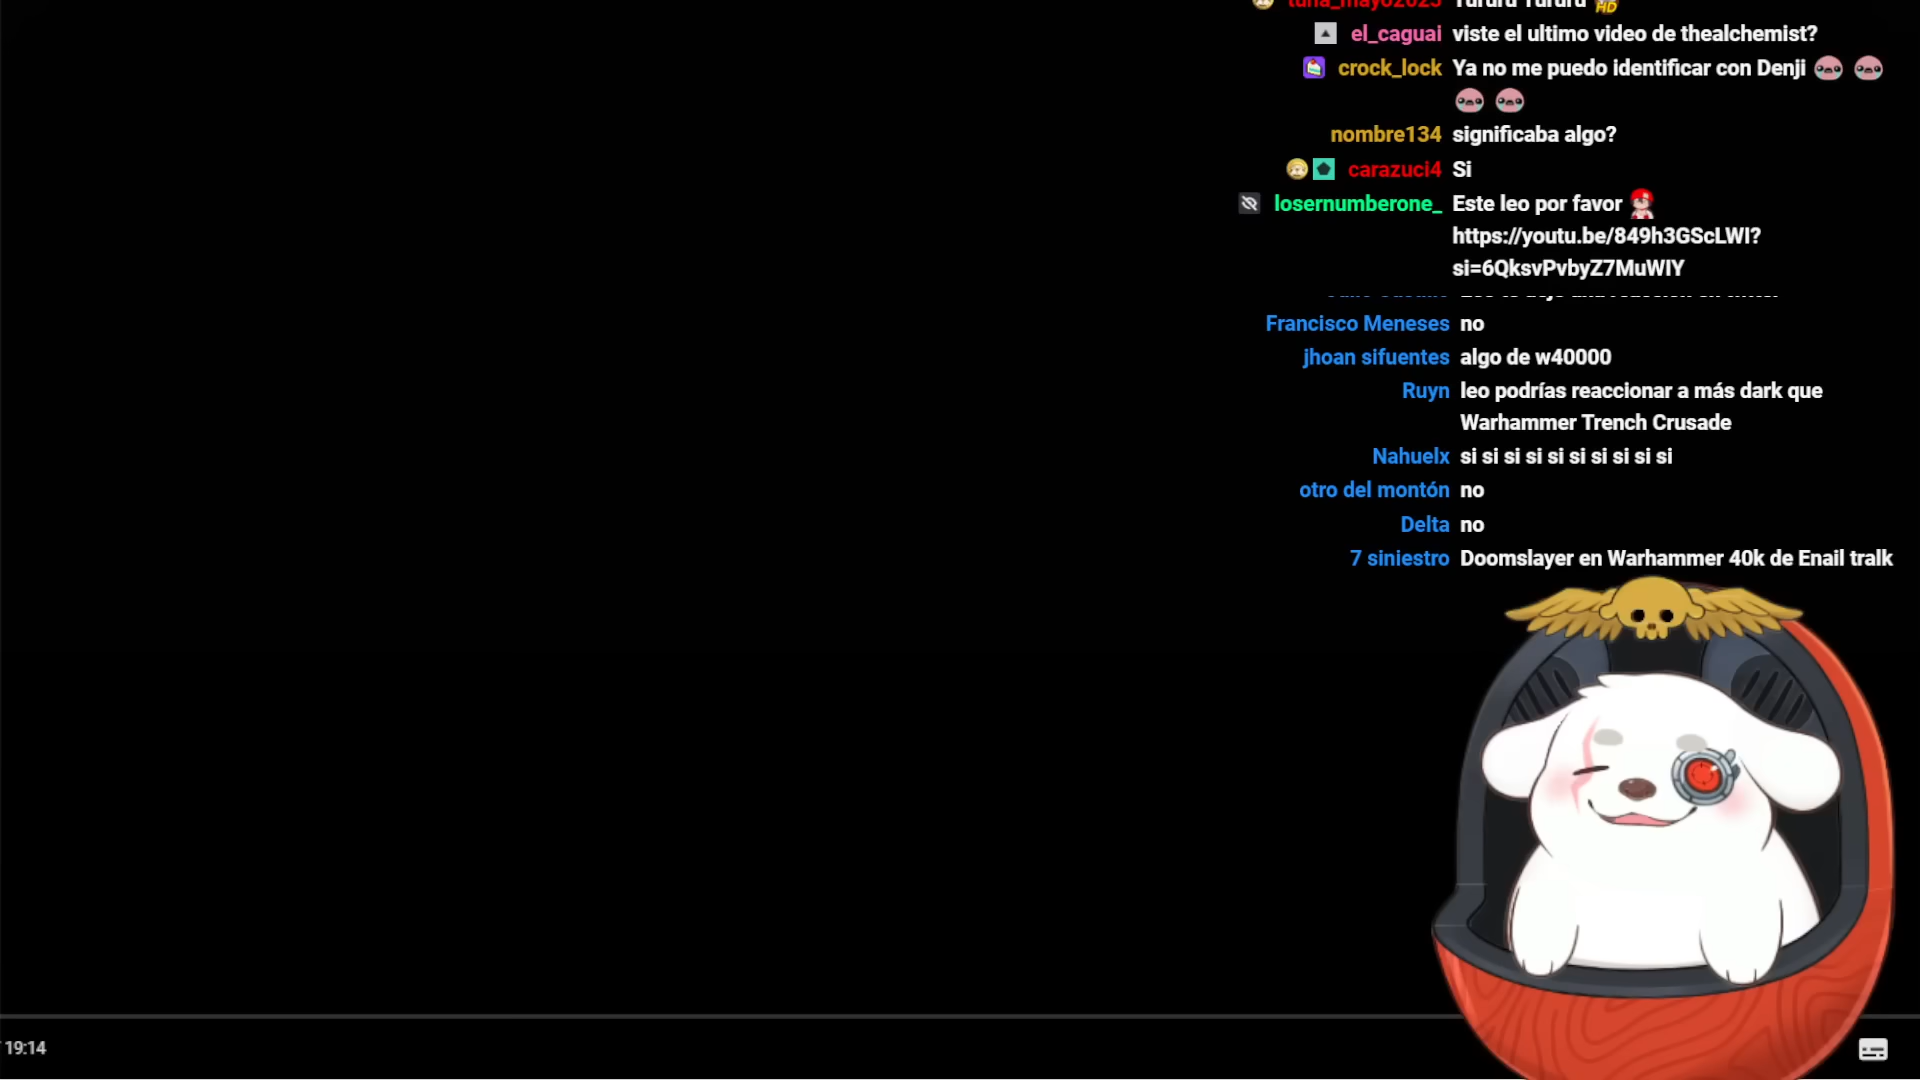 tuna_mayo2025 Tururu Tururu
el_caguai viste el ultimo video de thealchemist?
crock_lock Ya no me puedo identificar con Denji
nombre134 significaba algo?
carazuci4 Si
losernumberone_ Este leo por favor
https://youtu.be/849h3GScLWI?
si=6QksvPvbyZ7MuWIY
Francisco Meneses no
jhoan sifuentes algo de w40000
Ruyn leo podrías reaccionar a más dark que
Warhammer Trench Crusade
Nahuelx si si si si si si si si si si
otro del montón no
Delta no
7 siniestro Doomslayer en Warhammer 40k de Enail tralk
19:14